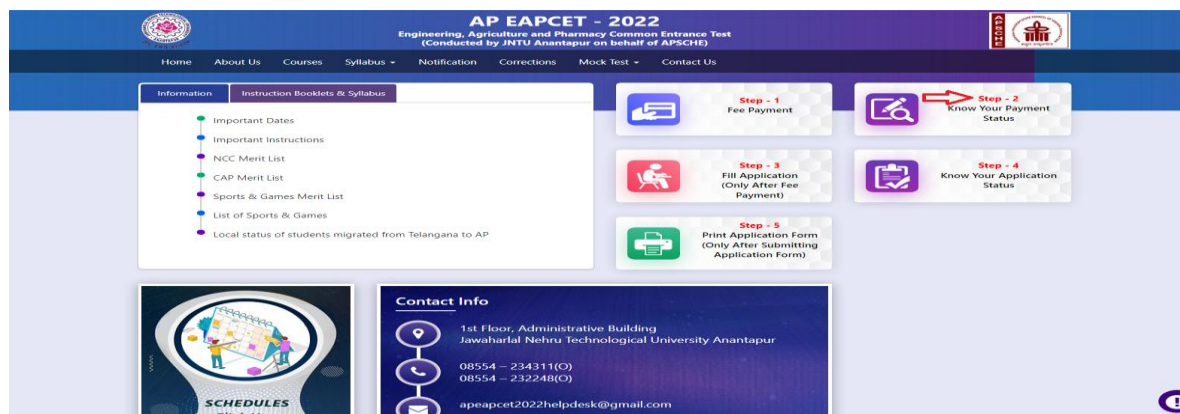 AP EAPCET - 2022
Engineering, Agriculture and Pharmacy Common Entrance Test
(Conducted by JNTU Anantapur on behalf of APSCHE)
APSCHE
Home About Us Courses Syllabus Notification Corrections Mock Test Contact Us
Information Instruction Booklets & Syllabus
Important Dates
Important Instructions
NCC Merit List
CAP Merit List
Sports & Games Merit List
List of Sports & Games
Local status of students migrated from Telangana to AP
Step - 1
Fee Payment
Step - 2
Know Your Payment
Status
Step - 3
Fill Application
(Only After Fee
Payment)
Step - 4
Know Your Application
Status
Step - 5
Print Application Form
(Only After Submitting
Application Form)
SCHEDULES
Contact Info
1st Floor, Administrative Building
Jawaharlal Nehru Technological University Anantapur
08554 – 234311(O)
08554 – 232248(O)
apeapcet2022helpdesk@gmail.com